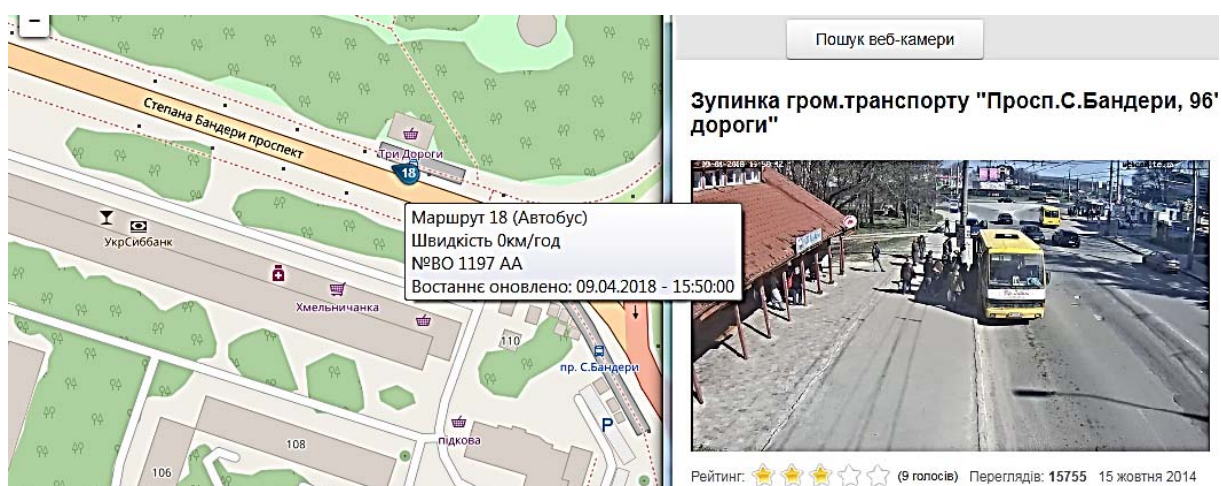 −
Степана Бандери проспект
Три Дороги
18
Маршрут 18 (Автобус)
Швидкість 0км/год
№ВО 1197 АА
Востаннє оновлено: 09.04.2018 - 15:50:00
УкрСиббанк
Хмельничанка
110
пр. С.Бандери
P
підкова
108
106
Пошук веб-камери
Зупинка гром.транспорту "Просп.С.Бандери, 96"
дороги"
Рейтинг: (9 голосів) Переглядів: 15755 15 жовтня 2014